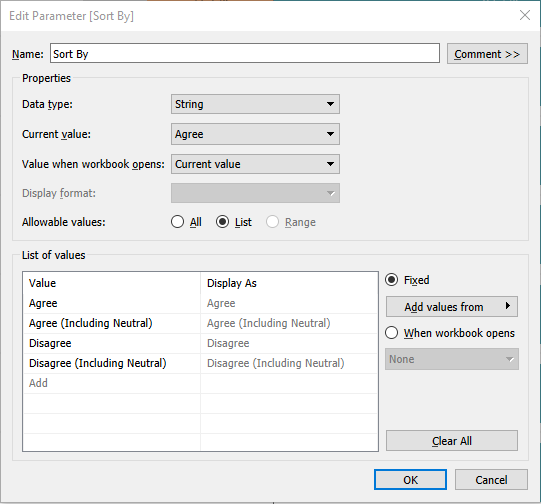 Edit Parameter [Sort By]
Name: Sort By Comment >>
Properties
Data type: String
Current value: Agree
Value when workbook opens: Current value
Display format:
Allowable values: All List Range
List of values
Value Display As
Agree Agree
Agree (Including Neutral) Agree (Including Neutral)
Disagree Disagree
Disagree (Including Neutral) Disagree (Including Neutral)
Add
Fixed
Add values from
When workbook opens
None
Clear All
OK Cancel